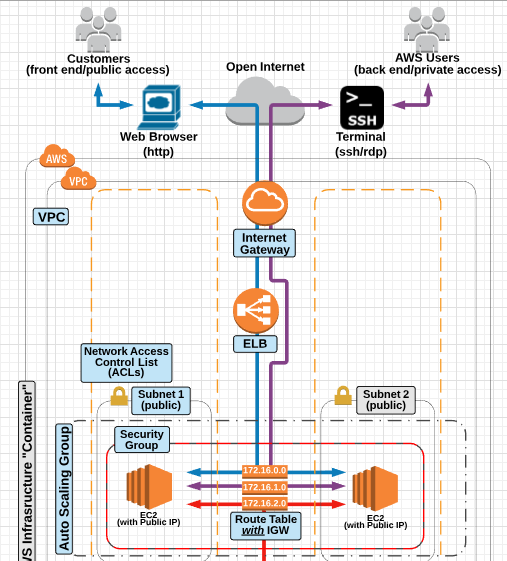 Customers
(front end/public access)
AWS Users
(back end/private access)
Open Internet
>_
SSH
Web Browser
(http)
Terminal
(ssh/rdp)
AWS
VPC
VPC
Internet
Gateway
ELB
Network Access
Control List
(ACLs)
Subnet 1
(public)
Subnet 2
(public)
Security
Group
172.16.0.0
172.16.1.0
172.16.2.0
EC2
(with Public IP)
EC2
(with Public IP)
Route Table
with IGW
Auto Scaling Group
VS Infrasructure "Container"